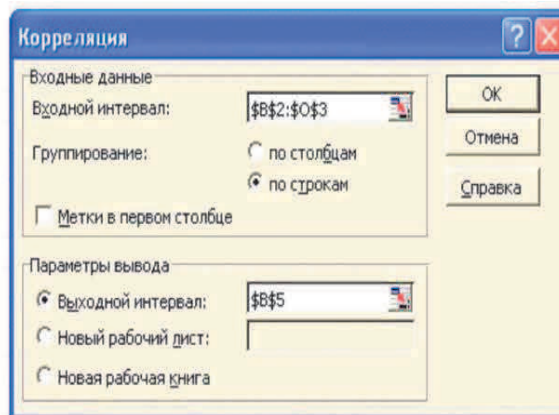 Корреляция
Входные данные
Входной интервал: $B$2:$O$3
Группирование: по столбцам
по строкам
Метки в первом столбце
Параметры вывода
Выходной интервал: $B$5
Новый рабочий лист:
Новая рабочая книга
ОК
Отмена
Справка